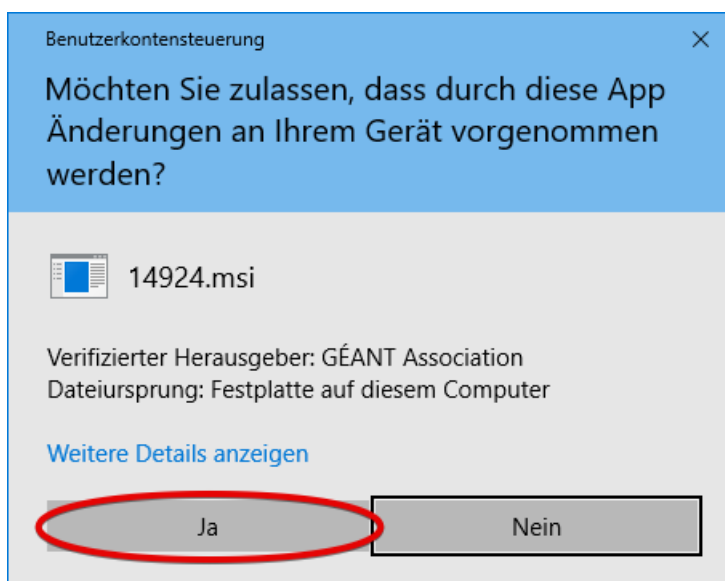 Benutzerkontensteuerung
Möchten Sie zulassen, dass durch diese App
Änderungen an Ihrem Gerät vorgenommen
werden?
14924.msi
Verifizierter Herausgeber: GÉANT Association
Dateiursprung: Festplatte auf diesem Computer
Weitere Details anzeigen
Ja
Nein